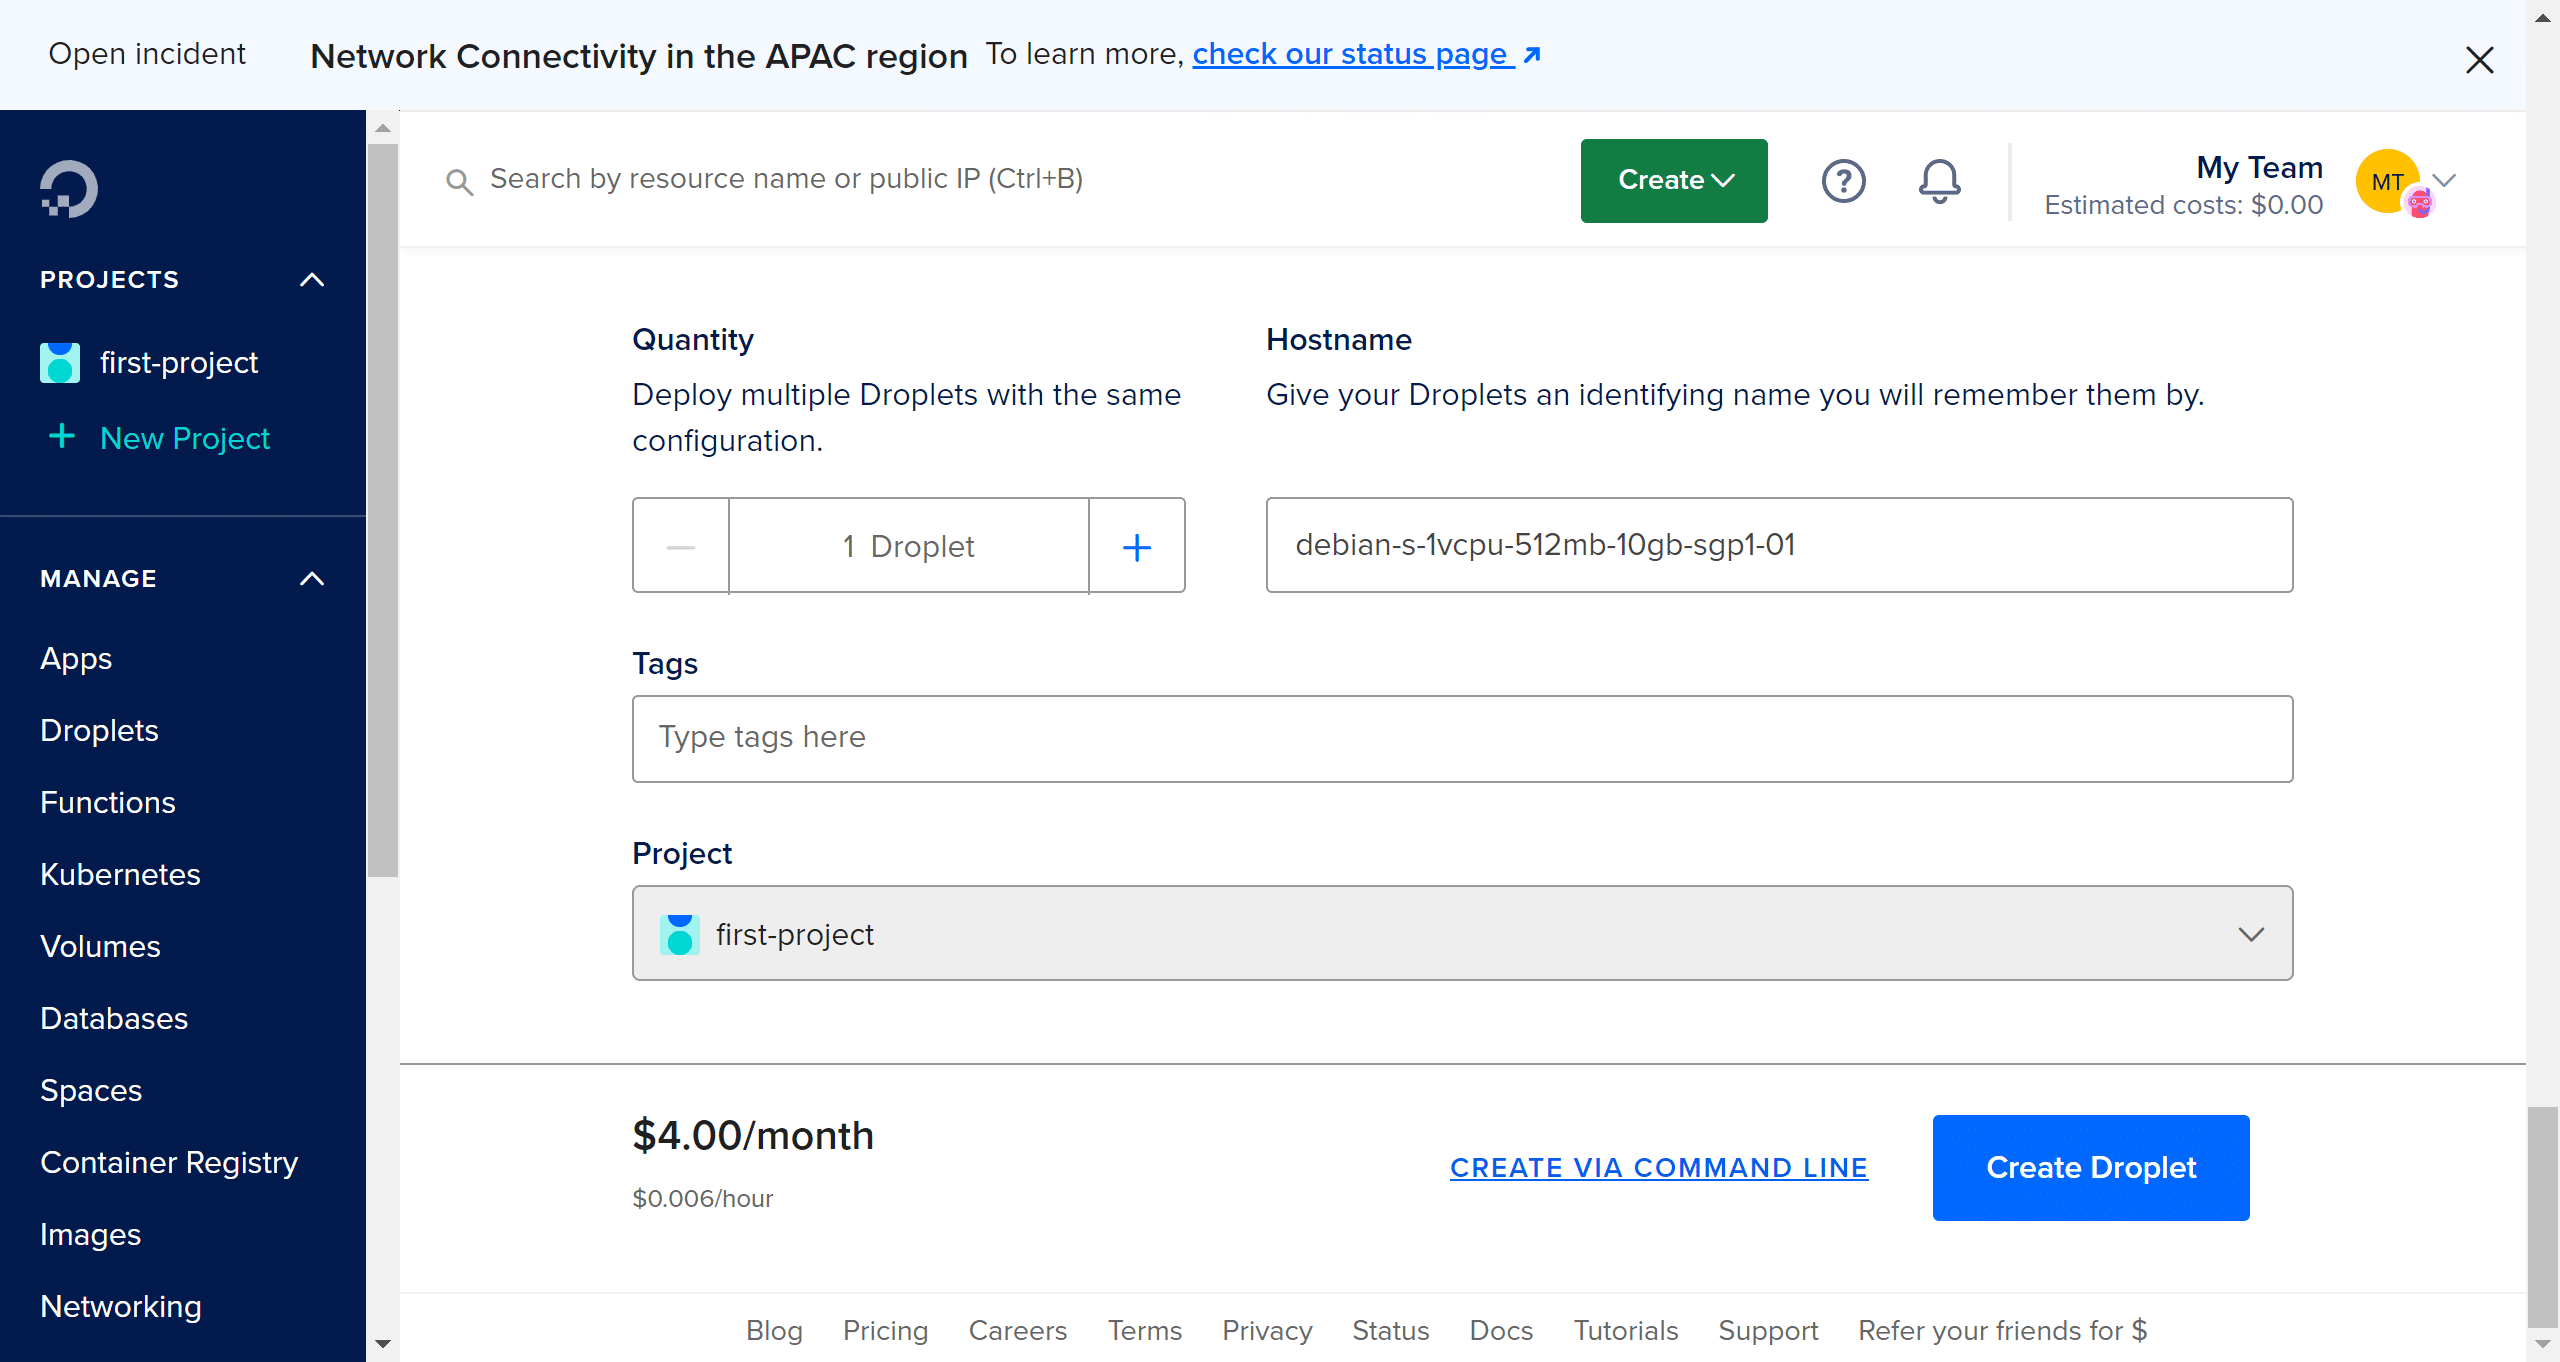 Open incident
Network Connectivity in the APAC region To learn more, check our status page
Search by resource name or public IP (Ctrl+B)
Create
My Team
Estimated costs: $0.00
MT
PROJECTS
first-project
New Project
MANAGE
Apps
Droplets
Functions
Kubernetes
Volumes
Databases
Spaces
Container Registry
Images
Networking
Quantity
Deploy multiple Droplets with the same
configuration.
1 Droplet
Hostname
Give your Droplets an identifying name you will remember them by.
debian-s-1vcpu-512mb-10gb-sgp1-01
Tags
Type tags here
Project
first-project
$4.00/month
$0.006/hour
CREATE VIA COMMAND LINE
Create Droplet
Blog Pricing Careers Terms Privacy Status Docs Tutorials Support Refer your friends for $